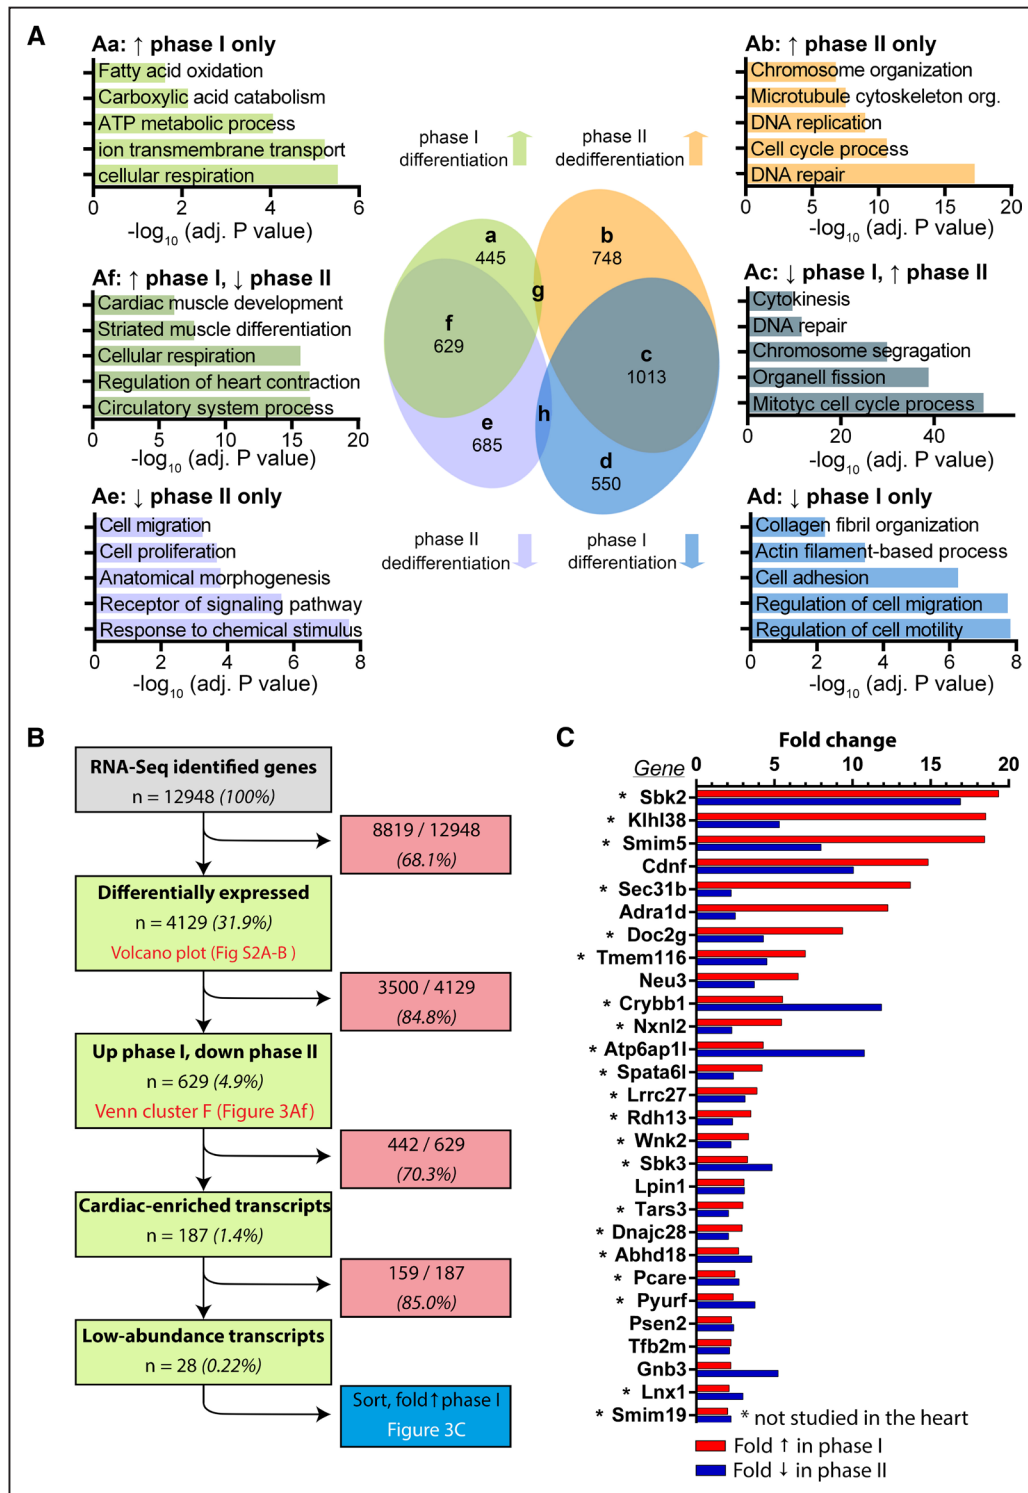 A
Aa: ↑ phase I only
Fatty acid oxidation
Carboxylic acid catabolism
ATP metabolic process
ion transmembrane transport
cellular respiration
0 2 4 6
-log10 (adj. P value)
Ab: ↑ phase II only
Chromosome organization
Microtubule cytoskeleton org.
DNA replication
Cell cycle process
DNA repair
0 5 10 15 20
-log10 (adj. P value)
phase I
differentiation
phase II
dedifferentiation
a
445
b
748
g
f
629
c
1013
e
685
h
d
550
phase II
dedifferentiation
phase I
differentiation
Af: ↑ phase I, ↓ phase II
Cardiac muscle development
Striated muscle differentiation
Cellular respiration
Regulation of heart contraction
Circulatory system process
0 5 10 15 20
-log10 (adj. P value)
Ac: ↓ phase I, ↑ phase II
Cytokinesis
DNA repair
Chromosome segregation
Organell fission
Mitotyc cell cycle process
0 20 40
-log10 (adj. P value)
Ae: ↓ phase II only
Cell migration
Cell proliferation
Anatomical morphogenesis
Receptor of signaling pathway
Response to chemical stimulus
0 2 4 6 8
-log10 (adj. P value)
Ad: ↓ phase I only
Collagen fibril organization
Actin filament-based process
Cell adhesion
Regulation of cell migration
Regulation of cell motility
0 2 4 6 8
-log10 (adj. P value)
B
RNA-Seq identified genes
n = 12948 (100%)
8819 / 12948
(68.1%)
Differentially expressed
n = 4129 (31.9%)
Volcano plot (Fig S2A-B )
3500 / 4129
(84.8%)
Up phase I, down phase II
n = 629 (4.9%)
Venn cluster F (Figure 3Af)
442 / 629
(70.3%)
Cardiac-enriched transcripts
n = 187 (1.4%)
159 / 187
(85.0%)
Low-abundance transcripts
n = 28 (0.22%)
Sort, fold ↑ phase I
Figure 3C
C
Fold change
Gene
0 5 10 15 20
* Sbk2
* Klhl38
* Smim5
Cdnf
* Sec31b
Adra1d
* Doc2g
* Tmem116
Neu3
* Crybb1
* Nxnl2
* Atp6ap1l
* Spata6l
* Lrrc27
* Rdh13
* Wnk2
* Sbk3
Lpin1
* Tars3
* Dnajc28
* Abhd18
* Pcare
* Pyurf
Psen2
Tfb2m
Gnb3
* Lnx1
* Smim19
* not studied in the heart
Fold ↑ in phase I
Fold ↓ in phase II